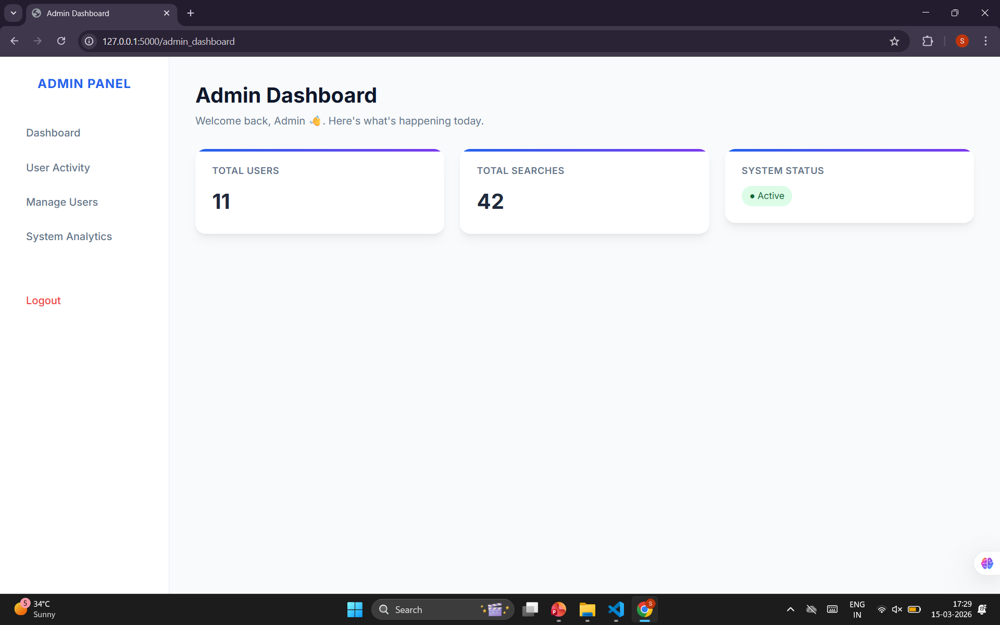 Admin Dashboard
127.0.0.1:5000/admin_dashboard
S
ADMIN PANEL
Dashboard
User Activity
Manage Users
System Analytics
Logout
Admin Dashboard
Welcome back, Admin 👋. Here's what's happening today.
TOTAL USERS
11
TOTAL SEARCHES
42
SYSTEM STATUS
● Active
5
34°C
Sunny
Search
P
S
ENG
IN
17:29
15-03-2026